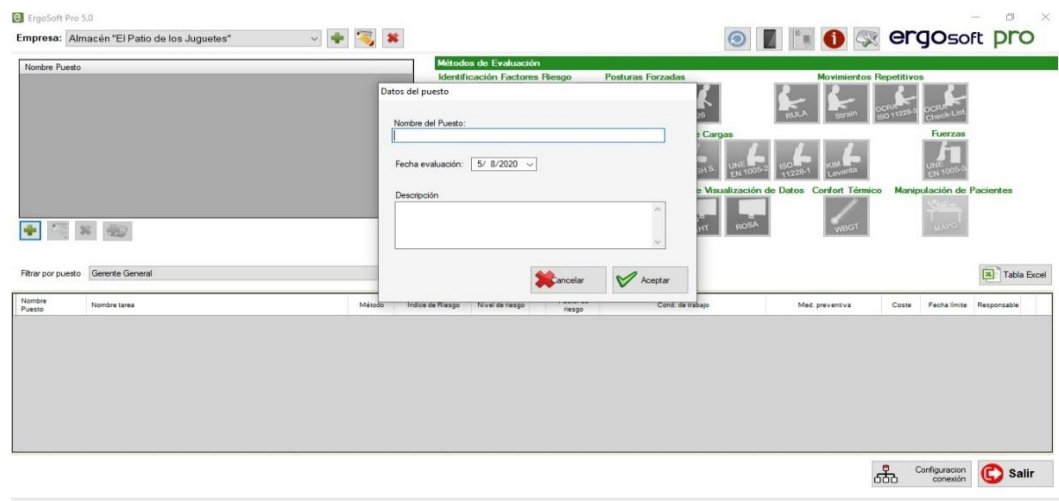 ErgoSoft Pro 5.0
Empresa: Almacén "El Patio de los Juguetes"
ergosoft pro
Nombre Puesto
Métodos de Evaluación
Identificación Factores Riesgo
Posturas Forzadas
Movimientos Repetitivos
Datos del puesto
Nombre del Puesto:
Fecha evaluación: 5/ 8/2020
Descripción
Cancelar
Aceptar
RULA
Strain
OCRA
ISO 11228-3
OCRA
Check-List
Cargas
Fuerzas
UNE
EN 1005-2
ISO
11228-1
KIM
Levanta
UNE
EN 1005-3
Visualización de Datos
Confort Térmico
Manipulación de Pacientes
ROSA
WBGT
MAPO
Filtrar por puesto
Gerente General
Tabla Excel
Nombre Puesto
Nombre tarea
Método
Indice de Riesgo
Nivel de riesgo
riesgo
Cond. de trabajo
Med. preventiva
Coste
Fecha límite
Responsable
Configuracion
conexión
Salir